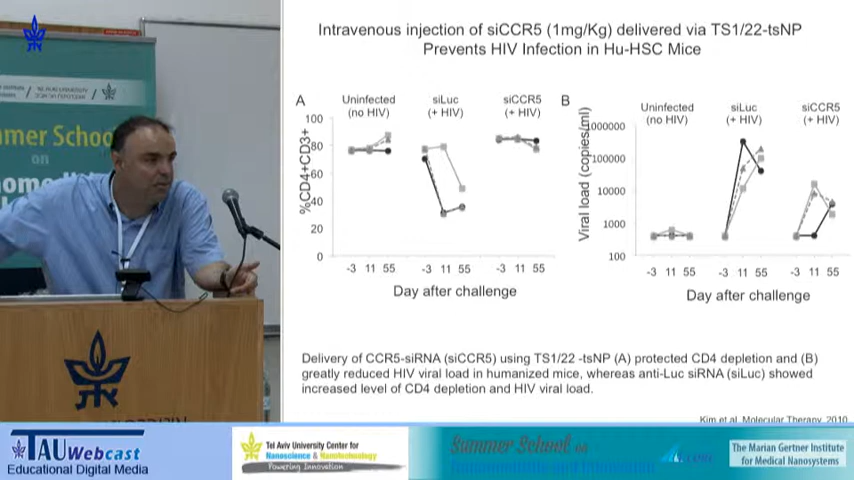 mmer Schoo
on
Intravenous injection of siCCR5 (1mg/Kg) delivered via TS1/22-tsNP
Prevents HIV Infection in Hu-HSC Mice
A
Uninfected
(no HIV)
siLuc
(+ HIV)
siCCR5
(+ HIV)
%CD4+CD3+
100
80
60
40
20
0
-3 11 55
-3 11 55
-3 11 55
Day after challenge
B
Uninfected
(no HIV)
siLuc
(+ HIV)
siCCR5
(+ HIV)
Viral load (copies/ml)
1000000
100000
10000
1000
100
-3 11 55
-3 11 55
-3 11 55
Day after challenge
Delivery of CCR5-siRNA (siCCR5) using TS1/22 -tsNP (A) protected CD4 depletion and (B)
greatly reduced HIV viral load in humanized mice, whereas anti-Luc siRNA (siLuc) showed
increased level of CD4 depletion and HIV viral load.
Kim et al. Molecular Therapy, 2010
TAU Webcast
Educational Digital Media
Tel Aviv University Center for
Nanoscience & Nanotechnology
Powering Innovation
Summer School on
The Marian Gertner Institute
for Medical Nanosystems